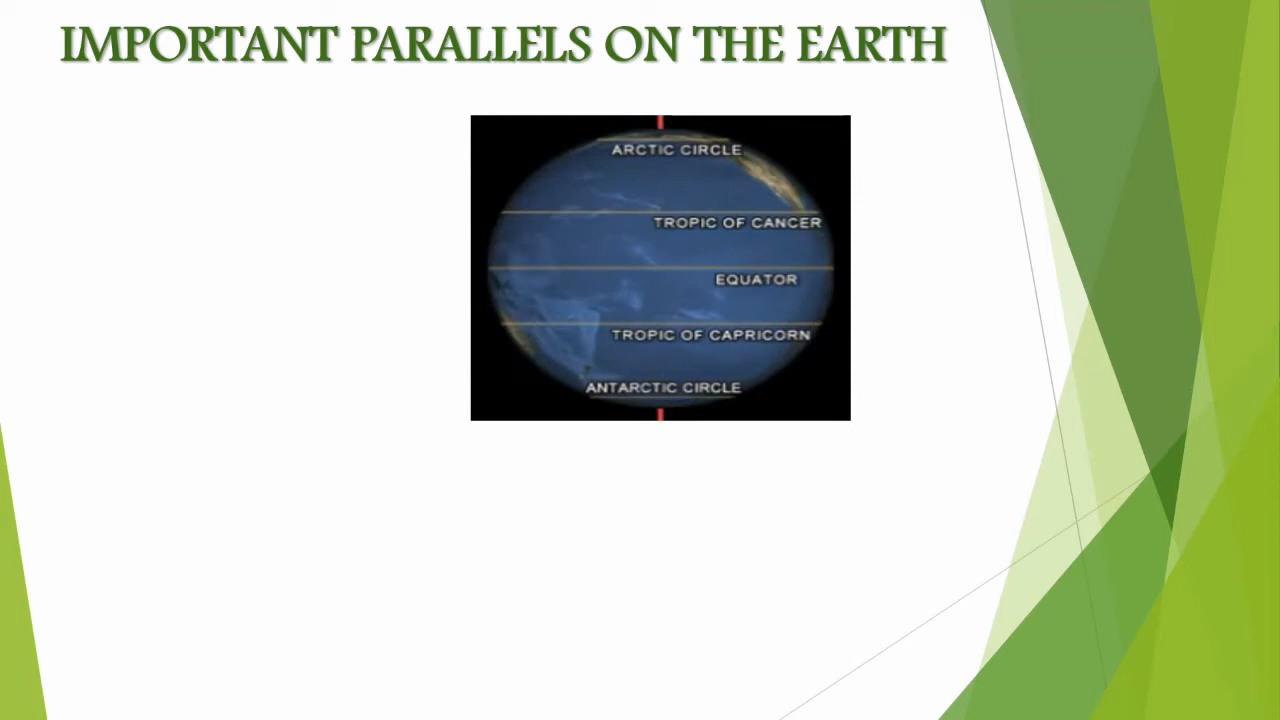 IMPORTANT PARALLELS ON THE EARTH
ARCTIC CIRCLE
TROPIC OF CANCER
EQUATOR
TROPIC OF CAPRICORN
ANTARCTIC CIRCLE